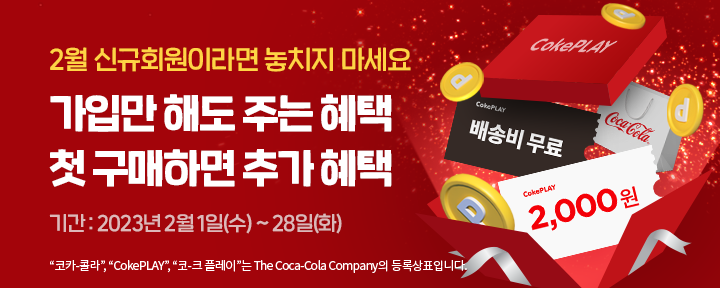 2월 신규회원이라면 놓치지 마세요
가입만 해도 주는 혜택
첫 구매하면 추가 혜택
기간 : 2023년 2월 1일(수) ~ 28일(화)
“코카-콜라”, “CokePLAY”, “코-크 플레이”는 The Coca-Cola Company의 등록상표입니다.
CokePLAY
CokePLAY
배송비 무료
Coca-Cola
CokePLAY
2,000원
D
D
D
D